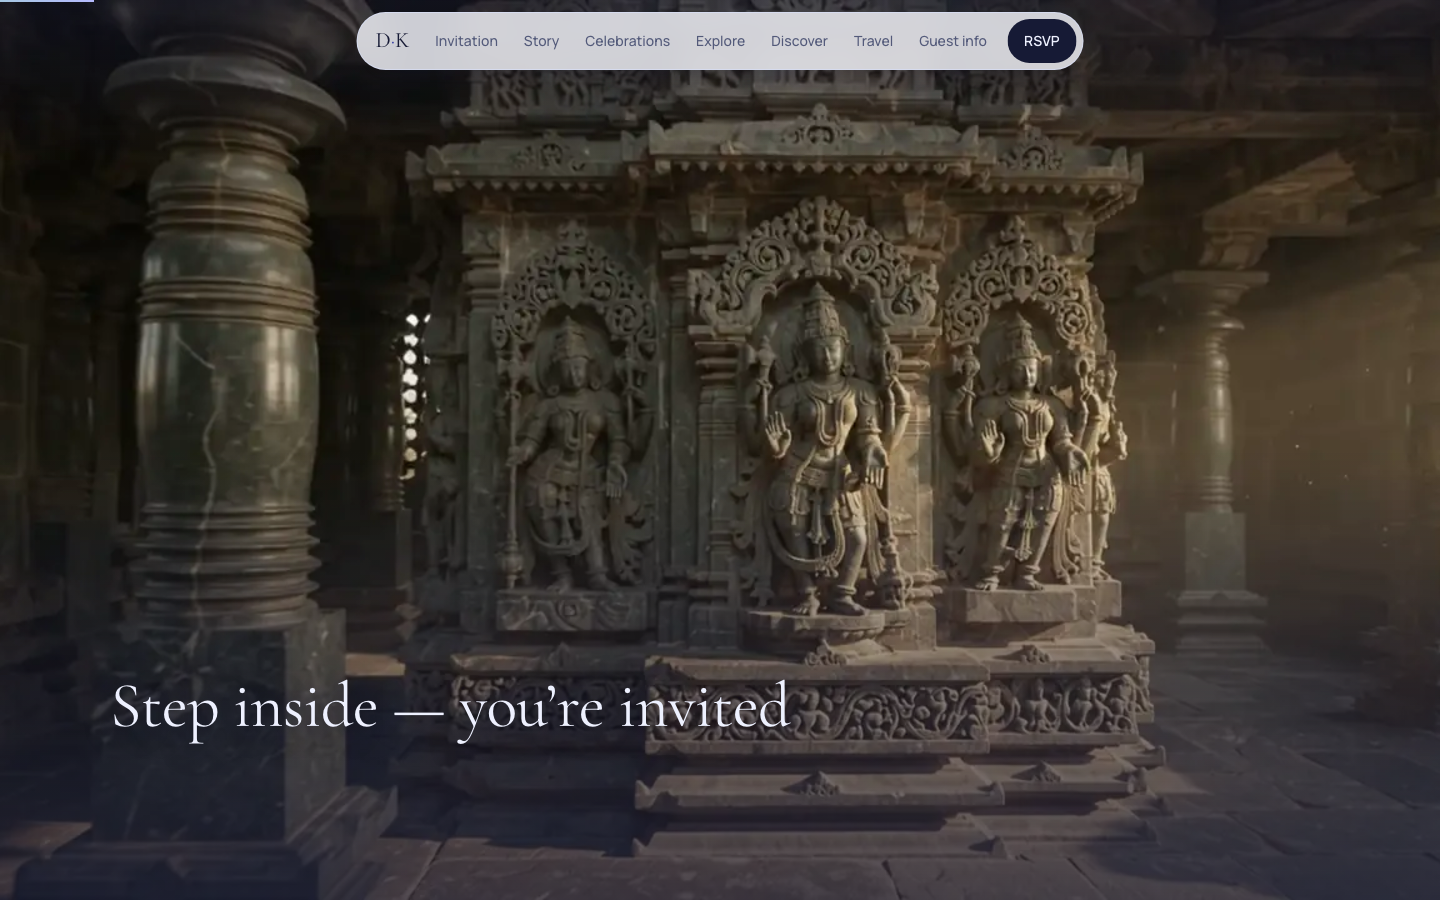 D·K
Invitation
Story
Celebrations
Explore
Discover
Travel
Guest info
RSVP
Step inside — you’re invited